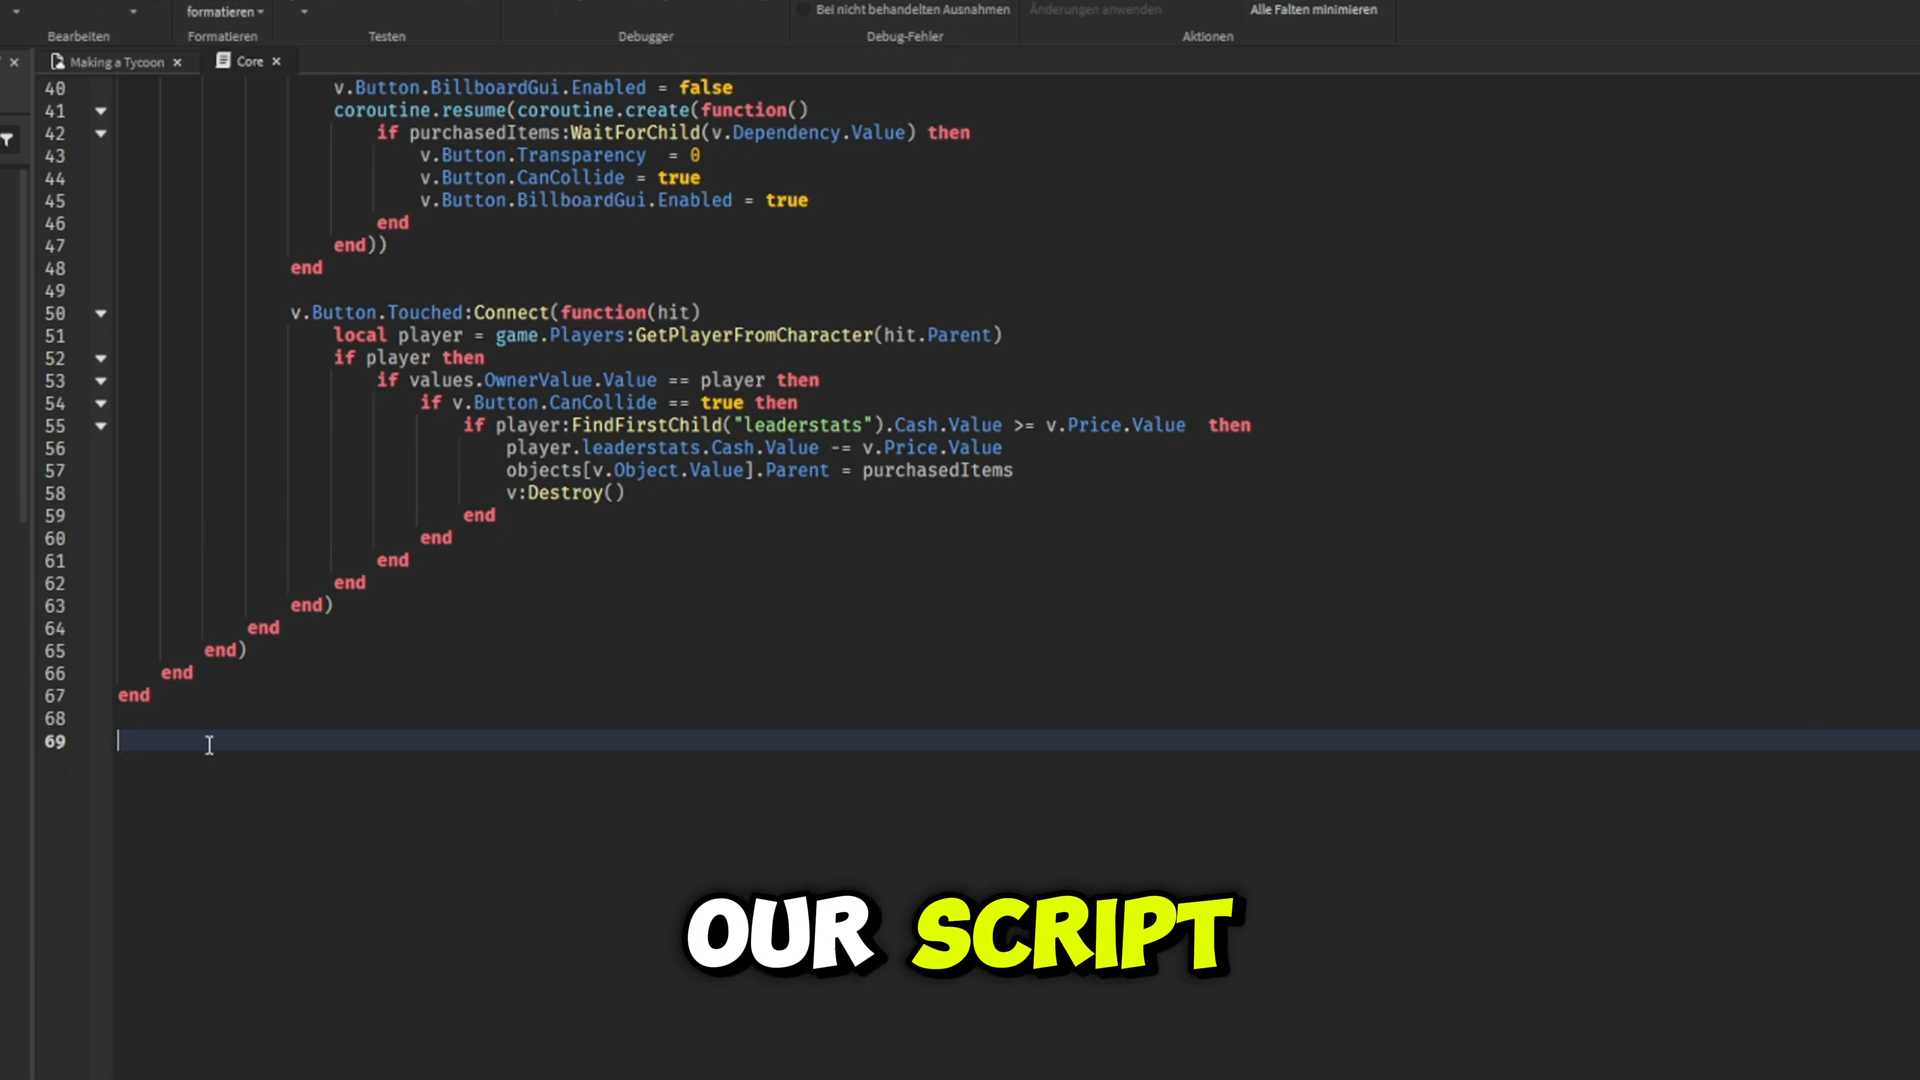 formatieren
Bei nicht behandelten Ausnahmen
Änderungen anwenden
Alle Falten minimieren
Bearbeiten
Formatieren
Testen
Debugger
Debug-Fehler
Aktionen
Making a Tycoon
Core
40 v.Button.BillboardGui.Enabled = false
41 coroutine.resume(coroutine.create(function()
42 if purchasedItems:WaitForChild(v.Dependency.Value) then
43 v.Button.Transparency  = 0
44 v.Button.CanCollide = true
45 v.Button.BillboardGui.Enabled = true
46 end
47 end))
48 end
49
50 v.Button.Touched:Connect(function(hit)
51 local player = game.Players:GetPlayerFromCharacter(hit.Parent)
52 if player then
53 if values.OwnerValue.Value == player then
54 if v.Button.CanCollide == true then
55 if player:FindFirstChild("leaderstats").Cash.Value >= v.Price.Value  then
56 player.leaderstats.Cash.Value -= v.Price.Value
57 objects[v.Object.Value].Parent = purchasedItems
58 v:Destroy()
59 end
60 end
61 end
62 end
63 end)
64 end
65 end)
66 end
67 end
68
69
OUR SCRIPT